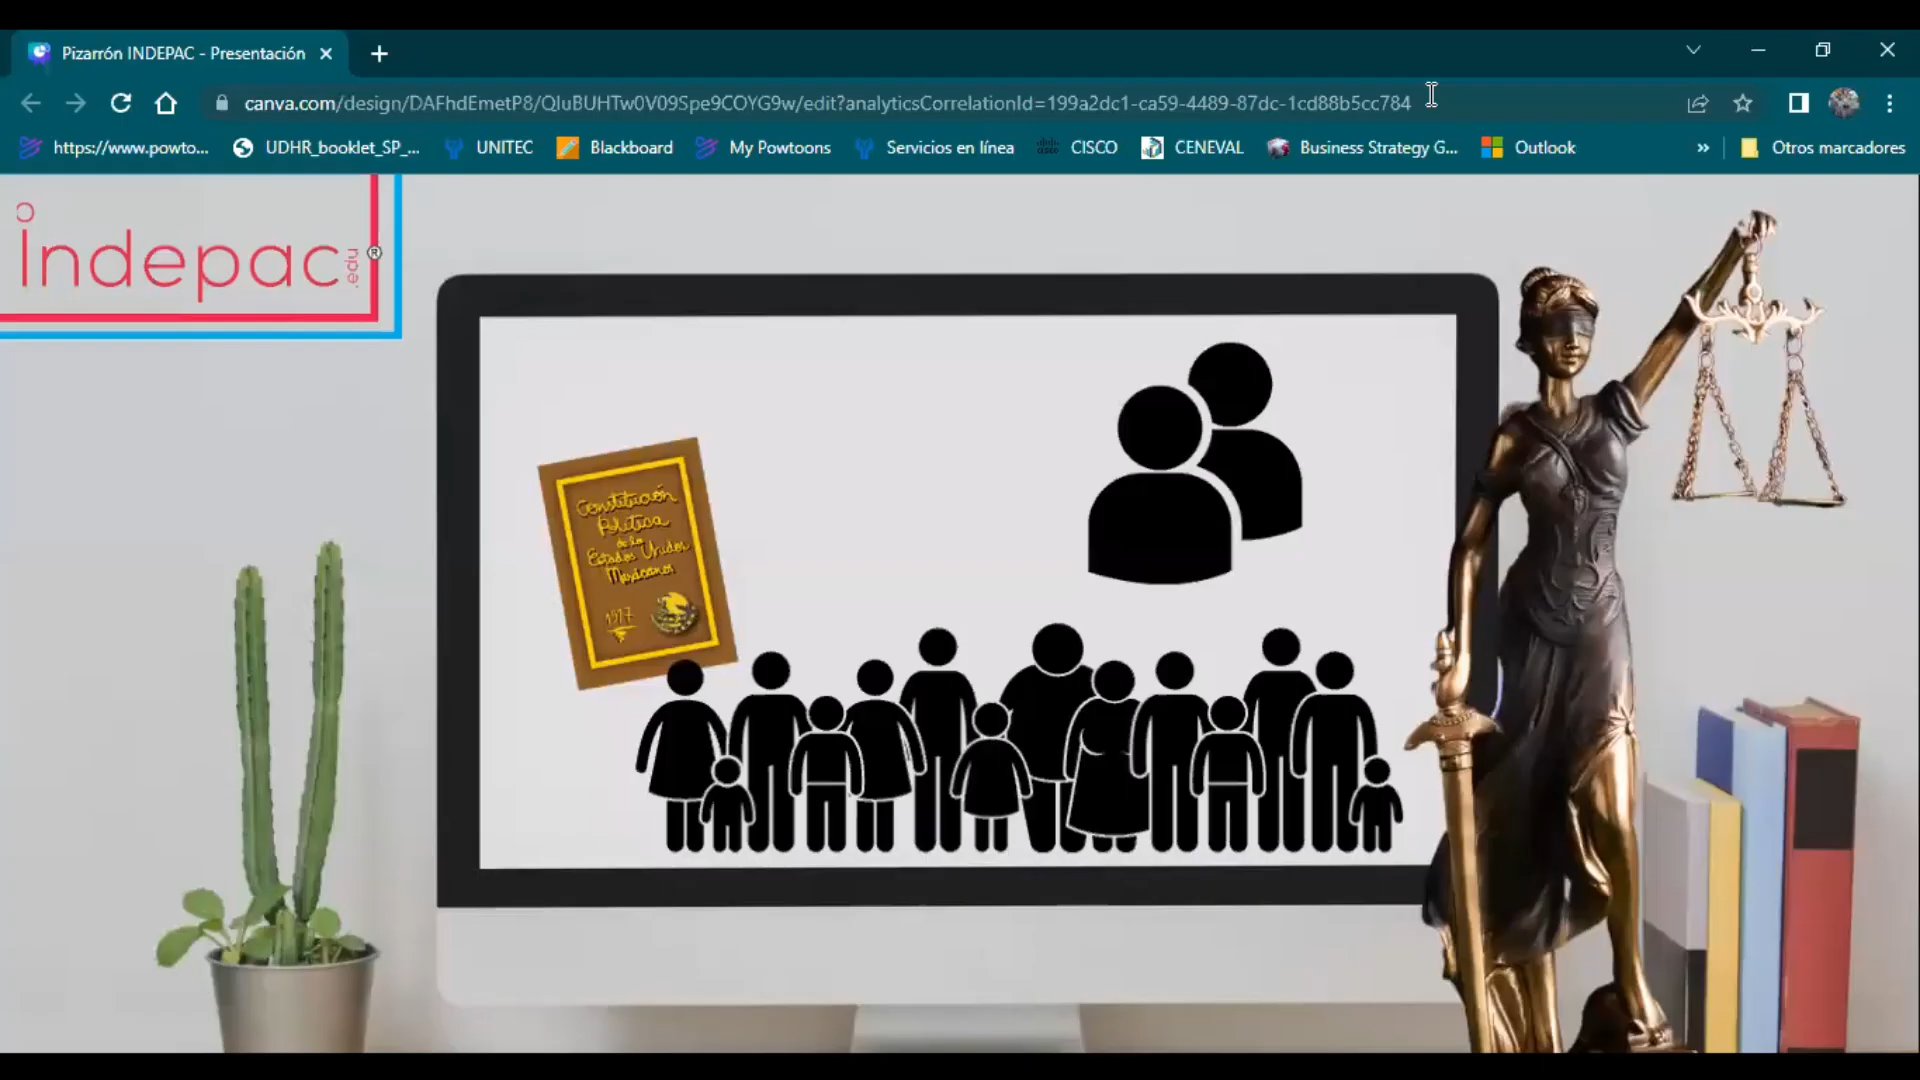 Pizarrón INDEPAC - Presentación
canva.com/design/DAFhdEmetP8/QIuBUHTw0V09Spe9COYG9w/edit?analyticsCorrelationId=199a2dc1-ca59-4489-87dc-1cd88b5cc784
https://www.powto... UDHR_booklet_SP_... UNITEC Blackboard My Powtoons Servicios en línea CISCO CENEVAL Business Strategy G... Outlook » Otros marcadores
indepac .edu ®
Constitución
Política
de los
Estados Unidos
Mexicanos
1917